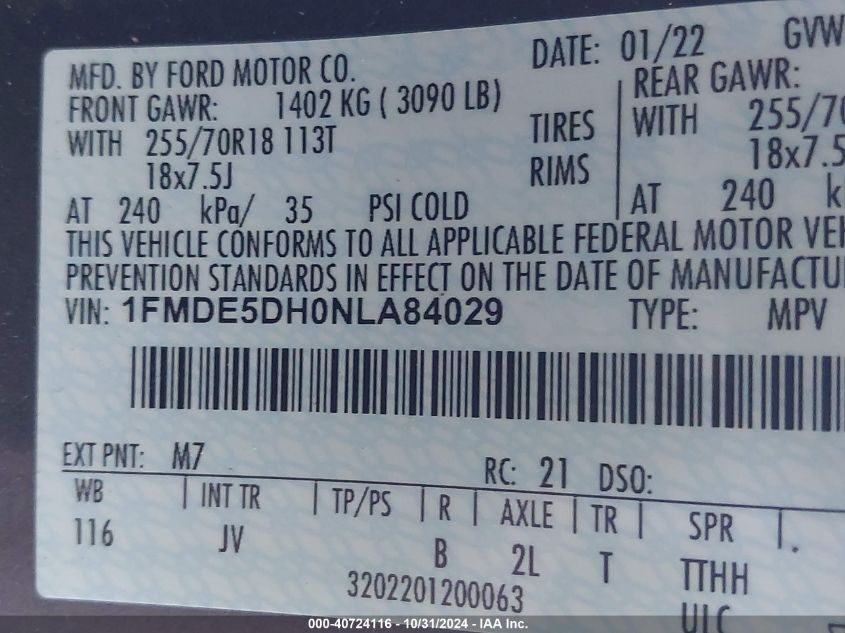 MFD. BY FORD MOTOR CO. DATE: 01/22 GVW
FRONT GAWR: 1402 KG ( 3090 LB) REAR GAWR:
WITH 255/70R18 113T TIRES WITH 255/70
18x7.5J RIMS 18x7.5
AT 240 kPa/ 35 PSI COLD AT 240 k
THIS VEHICLE CONFORMS TO ALL APPLICABLE FEDERAL MOTOR VEH
PREVENTION STANDARDS IN EFFECT ON THE DATE OF MANUFACTU
VIN: 1FMDE5DH0NLA84029 TYPE: MPV
EXT PNT: M7 RC: 21 DSO:
WB INT TR TP/PS R AXLE TR SPR
116 JV B 2L T TTHH
3202201200063 ULC
000-40724116 - 10/31/2024 - IAA Inc.